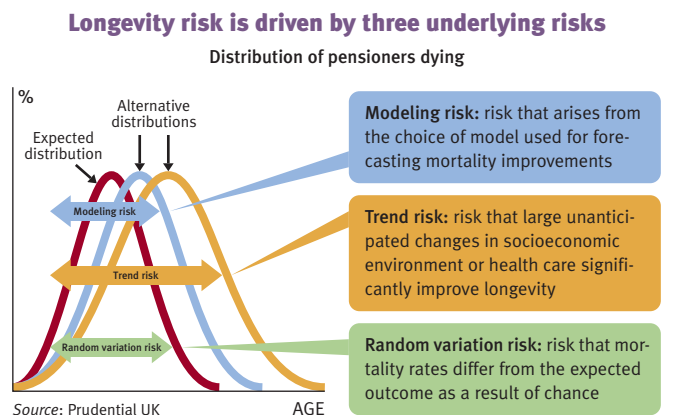 Longevity risk is driven by three underlying risks
Distribution of pensioners dying
%
Alternative
distributions
Expected
distribution
Modeling risk
Trend risk
Random variation risk
Modeling risk: risk that arises from
the choice of model used for fore-
casting mortality improvements
Trend risk: risk that large unantici-
pated changes in socioeconomic
environment or health care signifi-
cantly improve longevity
Random variation risk: risk that mor-
tality rates differ from the expected
outcome as a result of chance
Source: Prudential UK
AGE